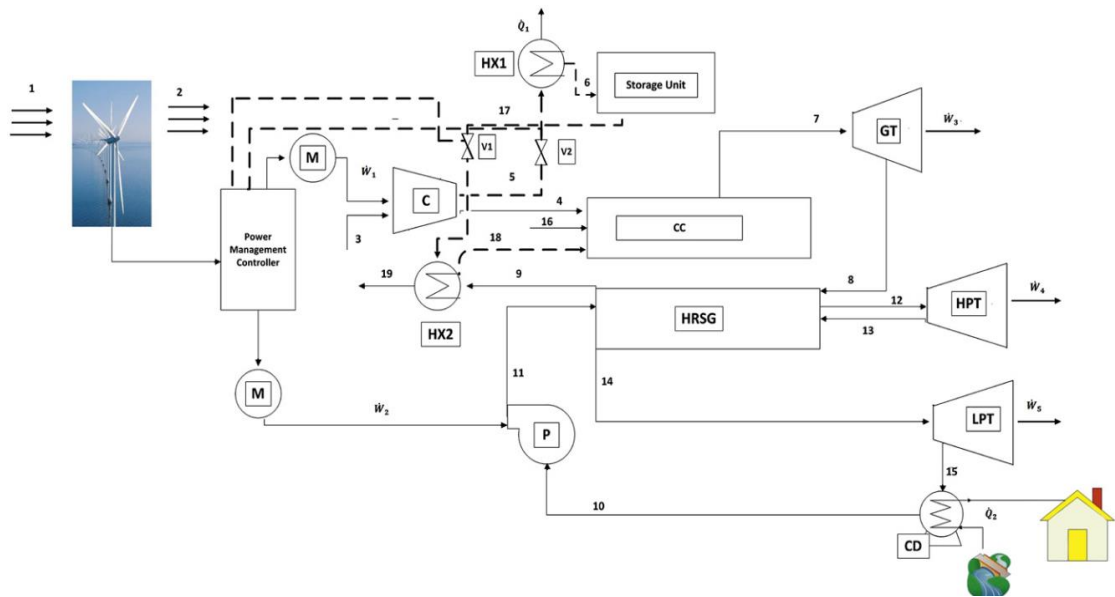 Q̇₁
HX1
6
Storage Unit
1
2
17
7
GT
Ẇ₃
M
V1
V2
Ẇ₁
C
5
4
16
CC
3
18
Power
Management
Controller
19
9
8
HX2
HRSG
12
13
HPT
Ẇ₄
11
14
M
Ẇ₂
P
LPT
Ẇ₅
15
10
Q̇₂
CD